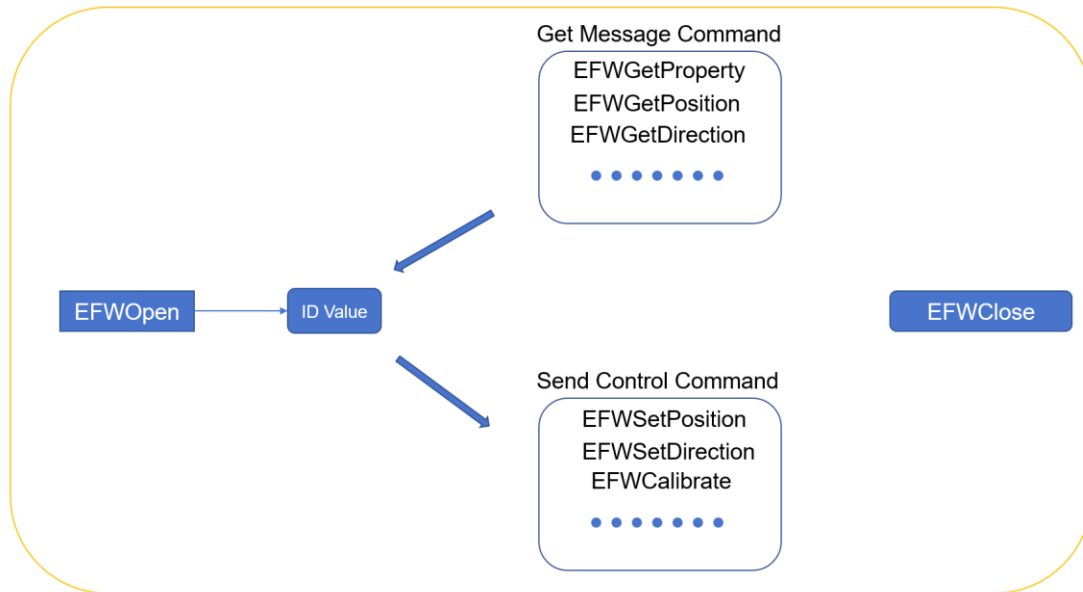 Get Message Command
EFWGetProperty
EFWGetPosition
EFWGetDirection
EFWOpen
ID Value
EFWClose
Send Control Command
EFWSetPosition
EFWSetDirection
EFWCalibrate